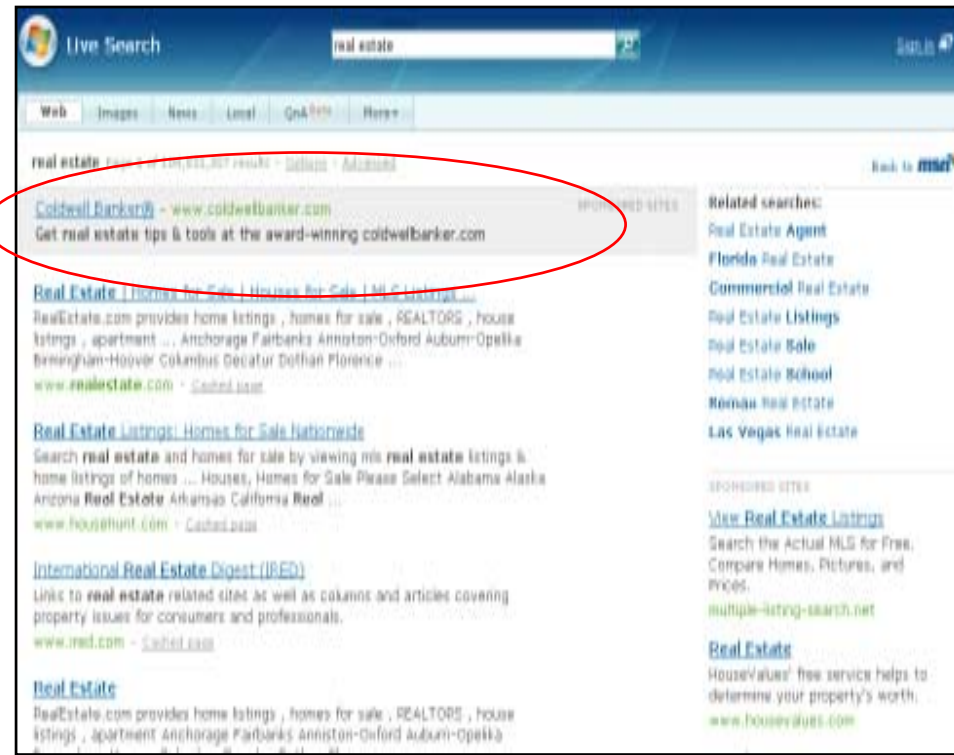 Live Search
real estate
Sign in
Web Images News Local QnA Beta More▾
real estate Page 1 of results · Options · Advanced
Back to msn
Coldwell Banker® - www.coldwellbanker.com
SPONSORED SITES
Get real estate tips & tools at the award-winning coldwellbanker.com
Real Estate | Homes for Sale | Houses for Sale | MLS Listings ...
RealEstate.com provides home listings , homes for sale , REALTORS , house
listings , apartment ... Anchorage Fairbanks Anniston-Oxford Auburn-Opelika
Birmingham-Hoover Columbus Decatur Dothan Florence ...
www.realestate.com · Cached page
Real Estate Listings: Homes for Sale Nationwide
Search real estate and homes for sale by viewing mls real estate listings &
home listings of homes ... Houses, Homes for Sale Please Select Alabama Alaska
Arizona Real Estate Arkansas California Real ...
www.househunt.com · Cached page
International Real Estate Digest (IRED)
Links to real estate related sites as well as columns and articles covering
property issues for consumers and professionals.
www.ired.com · Cached page
Real Estate
RealEstate.com provides home listings , homes for sale , REALTORS , house
listings , apartment Anchorage Fairbanks Anniston-Oxford Auburn-Opelika
Related searches:
Real Estate Agent
Florida Real Estate
Commercial Real Estate
Real Estate Listings
Real Estate Sale
Real Estate School
Remax Real Estate
Las Vegas Real Estate
SPONSORED SITES
View Real Estate Listings
Search the Actual MLS for Free.
Compare Homes, Pictures, and
Prices.
multiple-listing-search.net
Real Estate
HouseValues' free service helps to
determine your property's worth.
www.housevalues.com